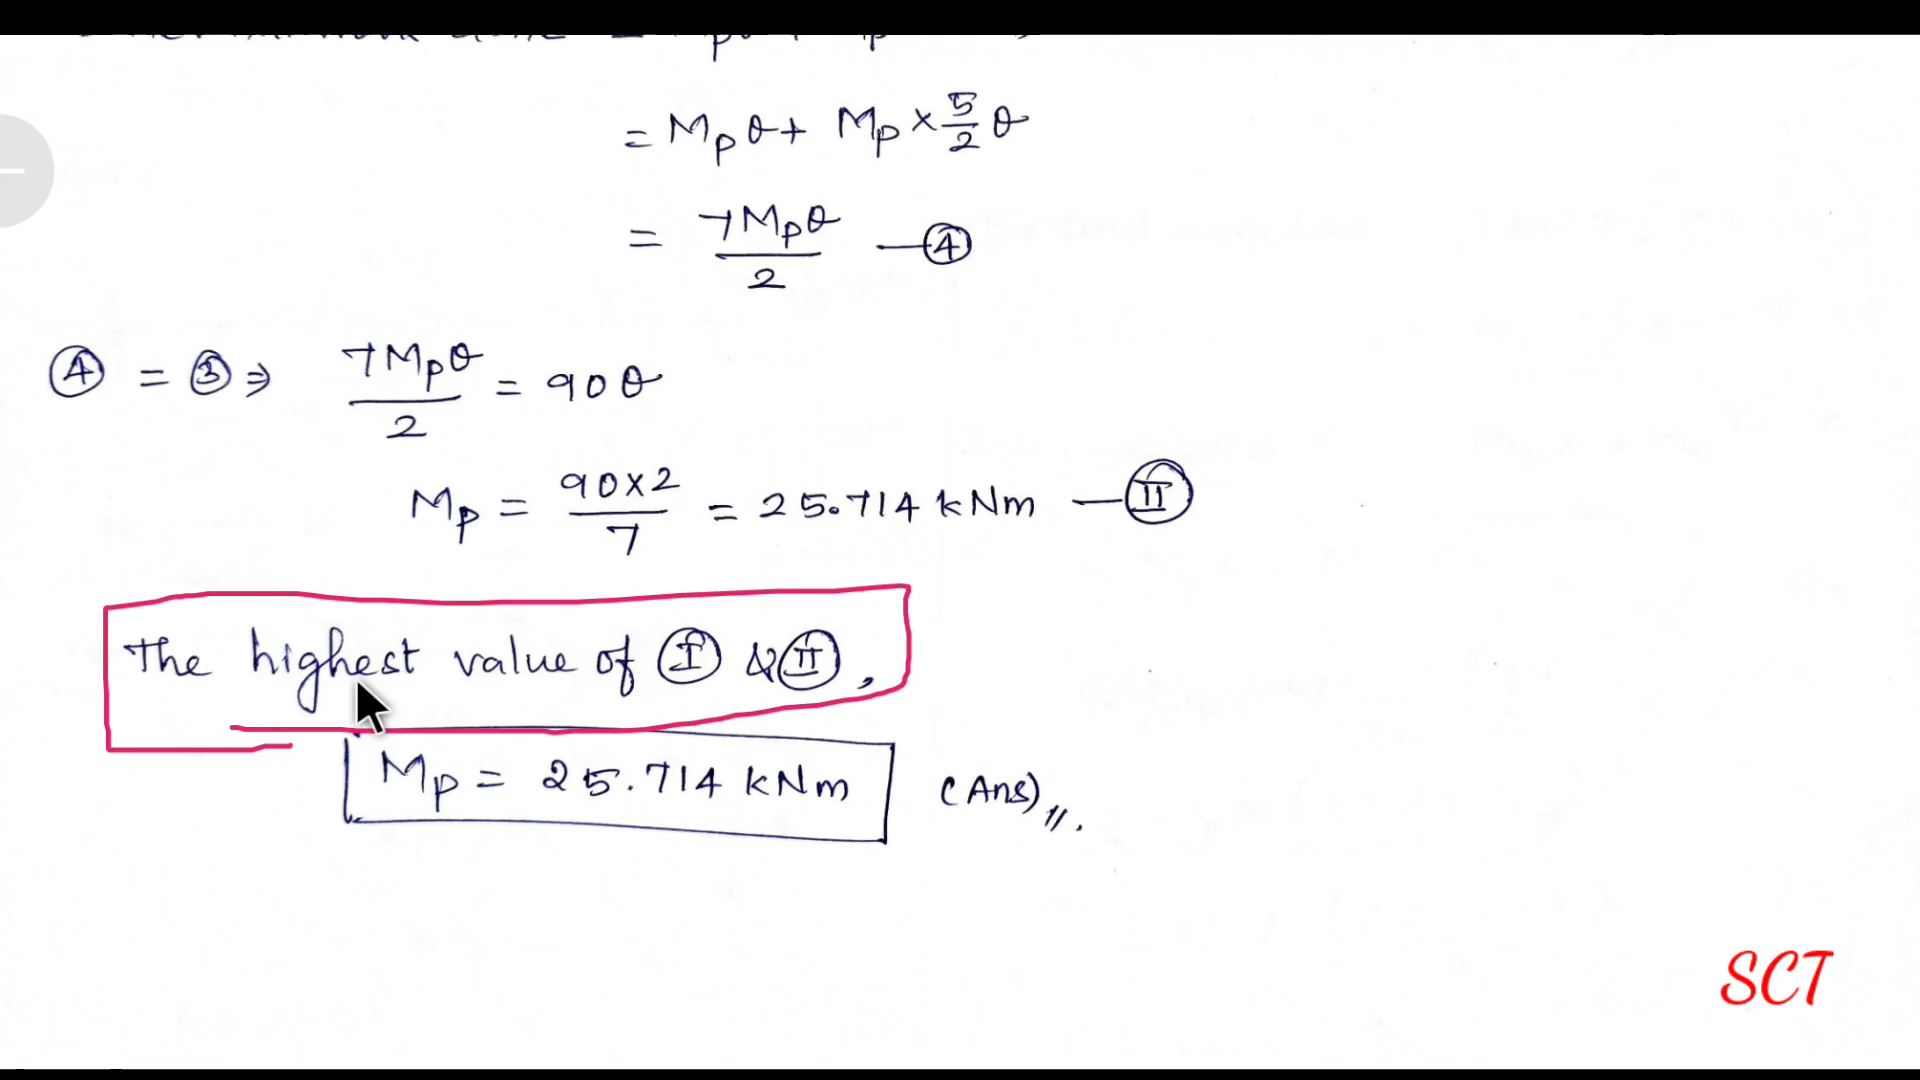 = Mpθ + Mp × 5/2 θ
= 7Mpθ/2 — ④
④ = ③ ⇒ 7Mpθ/2 = 90θ
Mp = 90×2/7 = 25.714 kNm — Ⅱ
The highest value of Ⅰ & Ⅱ,
Mp = 25.714 kNm (Ans)//.
SCT